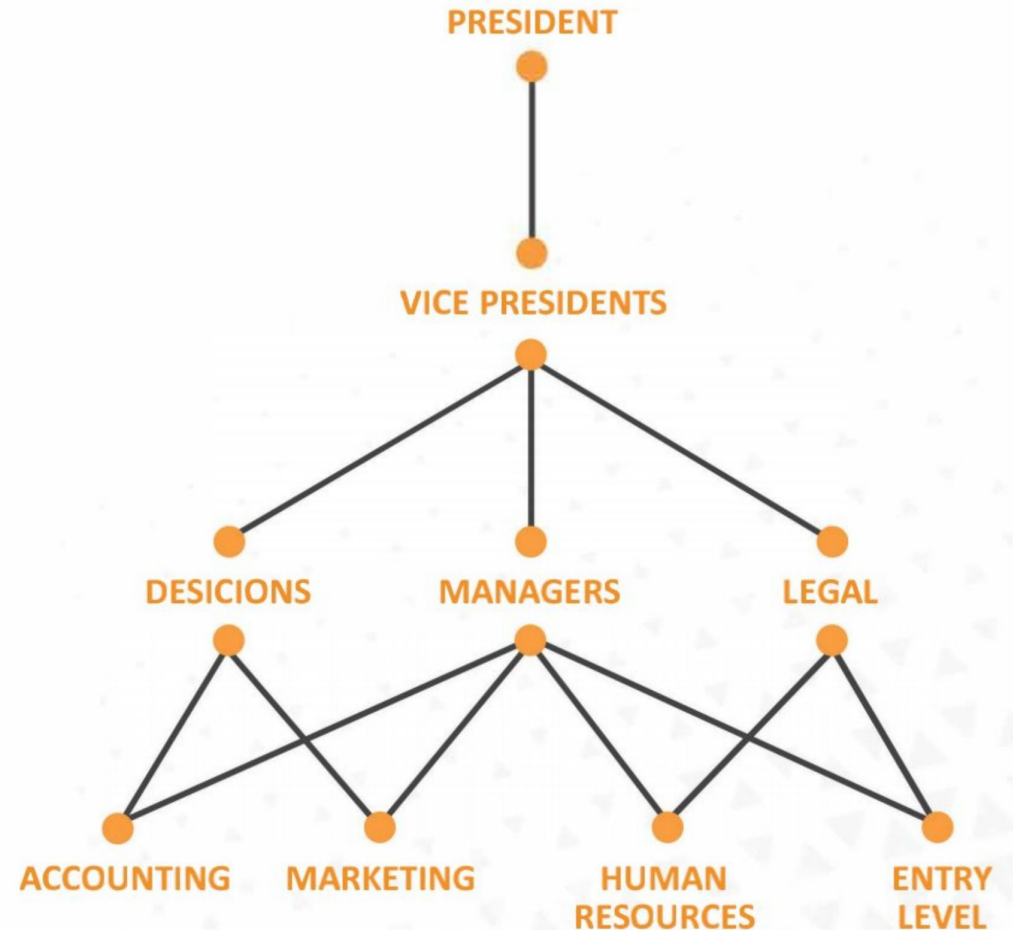 PRESIDENT
VICE PRESIDENTS
DESICIONS
MANAGERS
LEGAL
ACCOUNTING
MARKETING
HUMAN
RESOURCES
ENTRY
LEVEL